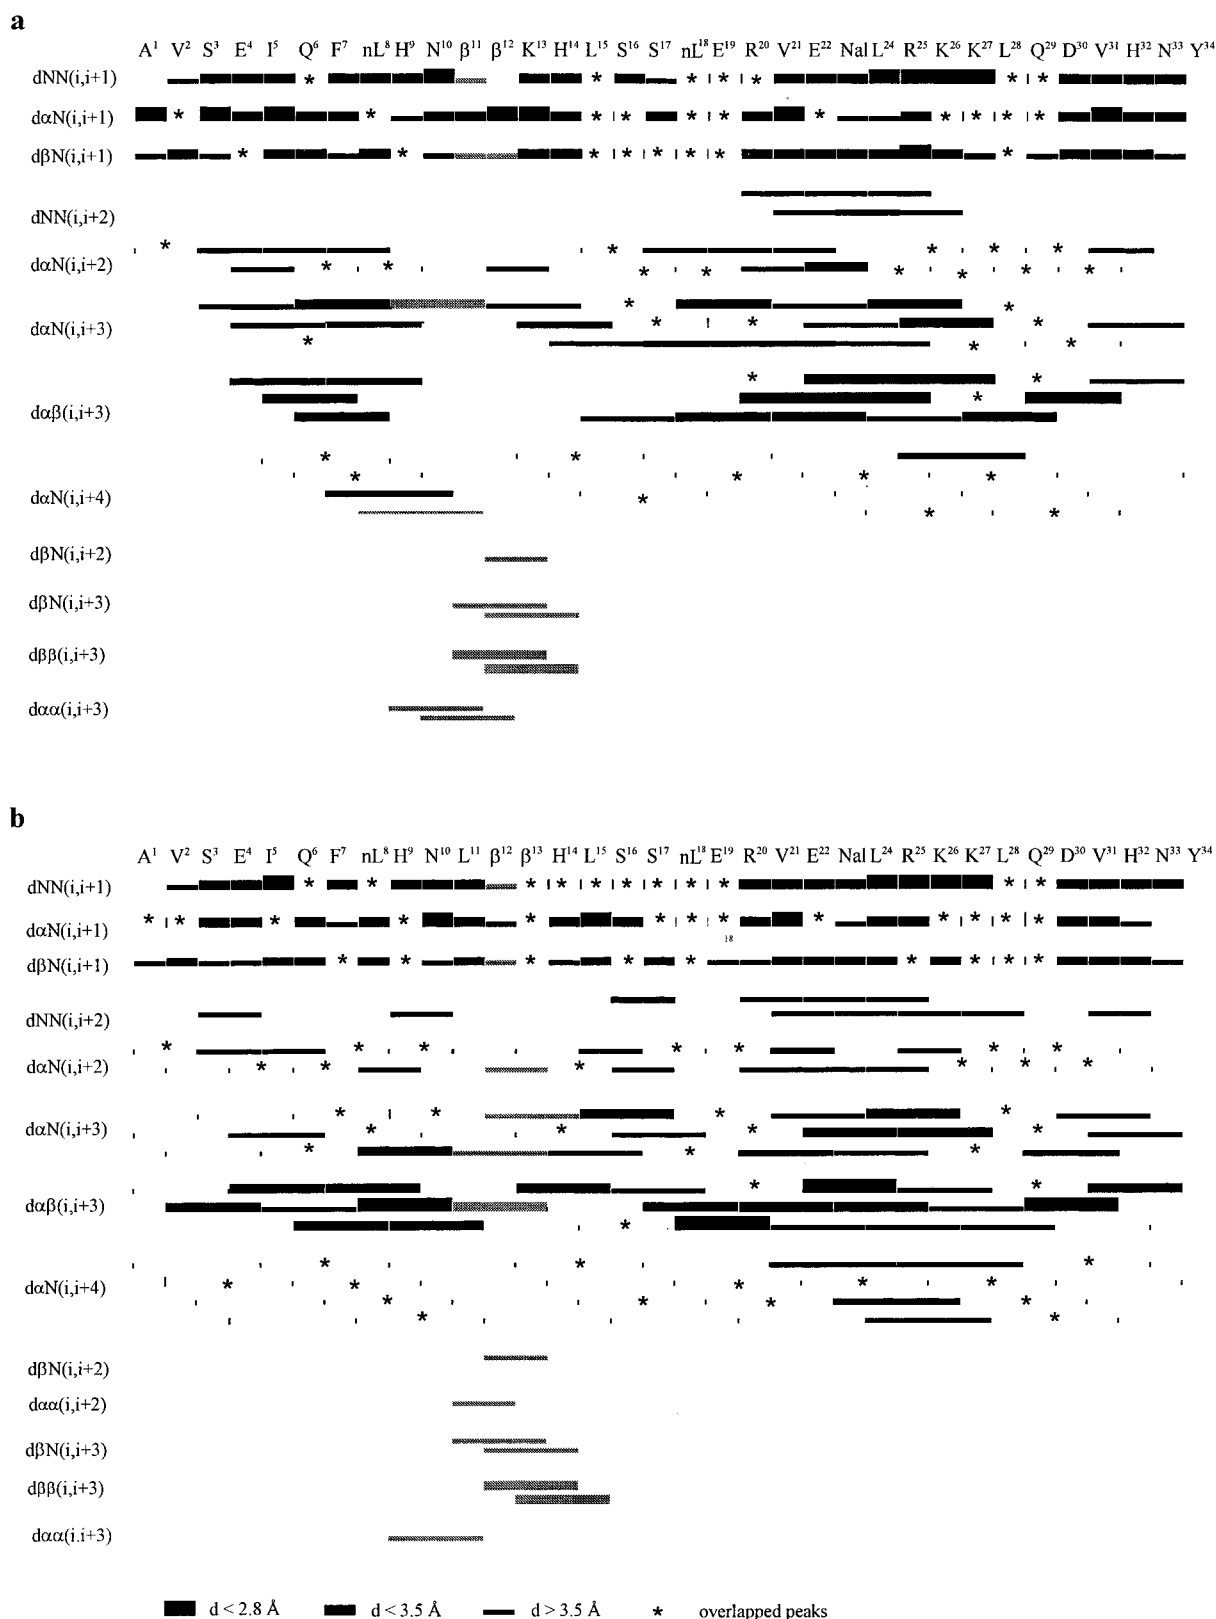 a
A¹ V² S³ E⁴ I⁵ Q⁶ F⁷ nL⁸ H⁹ N¹⁰ β¹¹ β¹² K¹³ H¹⁴ L¹⁵ S¹⁶ S¹⁷ nL¹⁸ E¹⁹ R²⁰ V²¹ E²² Nal L²⁴ R²⁵ K²⁶ K²⁷ L²⁸ Q²⁹ D³⁰ V³¹ H³² N³³ Y³⁴
dNN(i,i+1) * * * * * * *
dαN(i,i+1) * * * * * * * * * * *
dβN(i,i+1) * * * * * * * *
dNN(i,i+2)
* * * * *
dαN(i,i+2) * * * * * * * *
* *
dαN(i,i+3) * * *
* * *
* *
dαβ(i,i+3) *
* *
* * * *
dαN(i,i+4) *
* *
dβN(i,i+2)
dβN(i,i+3)
dββ(i,i+3)
dαα(i,i+3)
b
A¹ V² S³ E⁴ I⁵ Q⁶ F⁷ nL⁸ H⁹ N¹⁰ L¹¹ β¹² β¹³ H¹⁴ L¹⁵ S¹⁶ S¹⁷ nL¹⁸ E¹⁹ R²⁰ V²¹ E²² Nal L²⁴ R²⁵ K²⁶ K²⁷ L²⁸ Q²⁹ D³⁰ V³¹ H³² N³³ Y³⁴
dNN(i,i+1) * * * * * * * * * * *
dαN(i,i+1) * * * * * * * * * * * * *
18
dβN(i,i+1) * * * * * * * * *
dNN(i,i+2)
* * * * * * *
dαN(i,i+2) * * * * * *
* * * *
dαN(i,i+3) * * * *
* * *
* *
dαβ(i,i+3)
*
* * *
dαN(i,i+4) * * * * *
* * * *
* *
dβN(i,i+2)
dαα(i,i+2)
dβN(i,i+3)
dββ(i,i+3)
dαα(i.i+3)
d < 2.8 Å d < 3.5 Å d > 3.5 Å * overlapped peaks